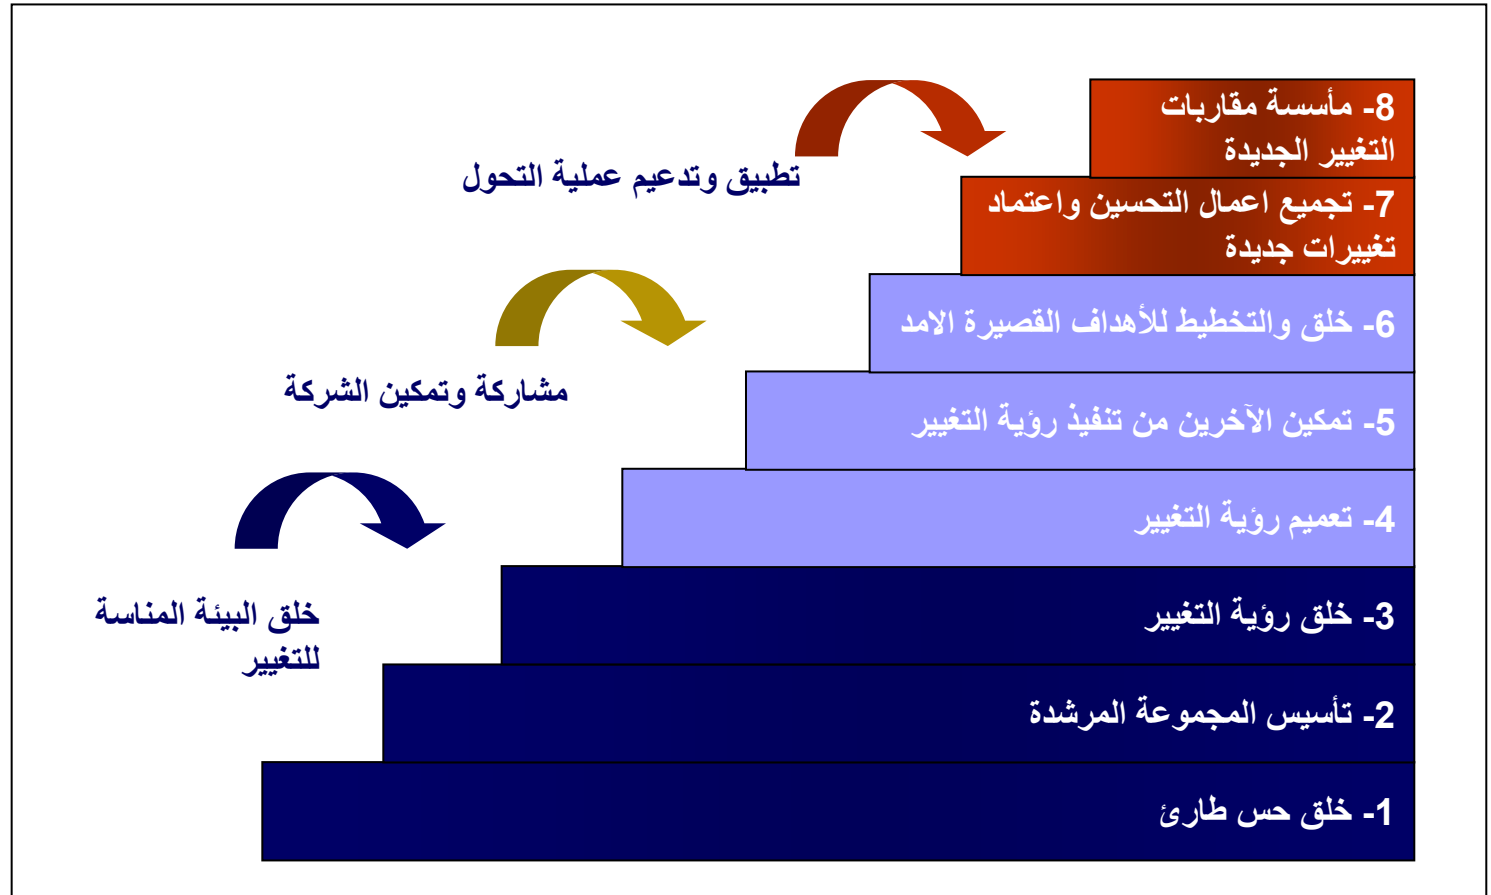 8- مأسسة مقاربات
التغيير الجديدة
تطبيق وتدعيم عملية التحول
7- تجميع اعمال التحسين واعتماد
تغييرات جديدة
6- خلق والتخطيط للأهداف القصيرة الامد
مشاركة وتمكين الشركة
5- تمكين الآخرين من تنفيذ رؤية التغيير
4- تعميم رؤية التغيير
3- خلق رؤية التغيير
خلق البيئة المناسة
للتغيير
2- تأسيس المجموعة المرشدة
1- خلق حس طارئ